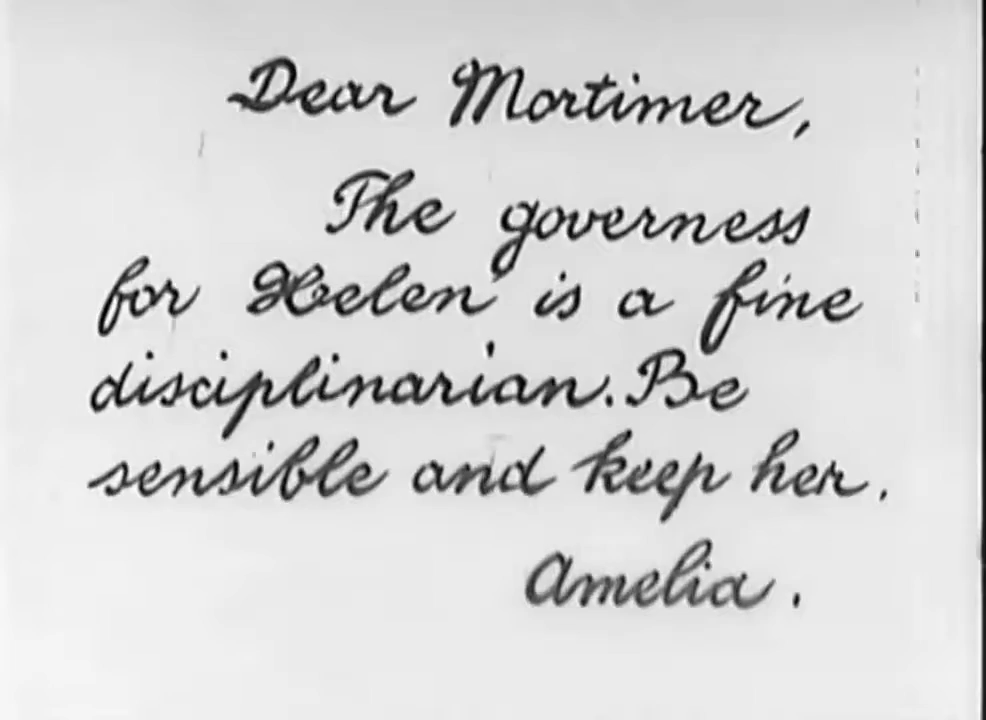 Dear Mortimer,
The governess
for Helen is a fine
disciplinarian. Be
sensible and keep her.
Amelia.